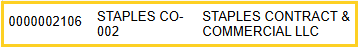 0000002106 STAPLES CO- STAPLES CONTRACT &
002 COMMERCIAL LLC